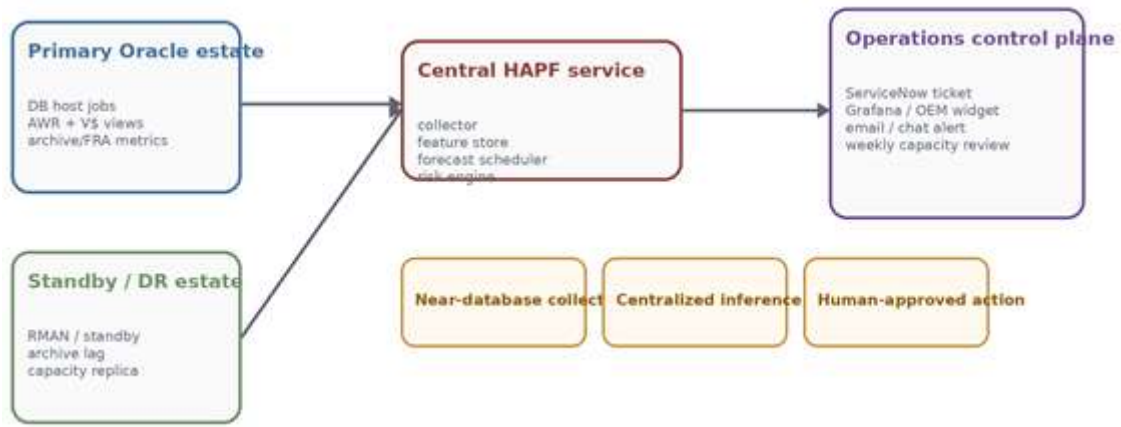 Primary Oracle estate
DB host jobs
AWR + V$ views
archive/FRA metrics
Central HAPF service
collector
feature store
forecast scheduler
risk engine
Operations control plane
ServiceNow ticket
Grafana / OEM widget
email / chat alert
weekly capacity review
Standby / DR estate
RMAN / standby
archive lag
capacity replica
Near-database collect
Centralized inference
Human-approved action